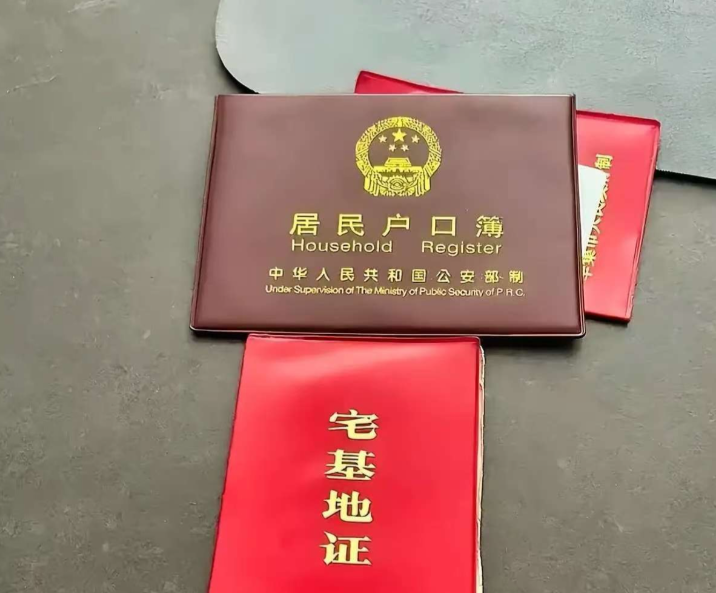 居民户口簿
Household Register
中华人民共和国公安部制
Under Supervision of The Ministry of Public Security of P.R.C.
宅基地证